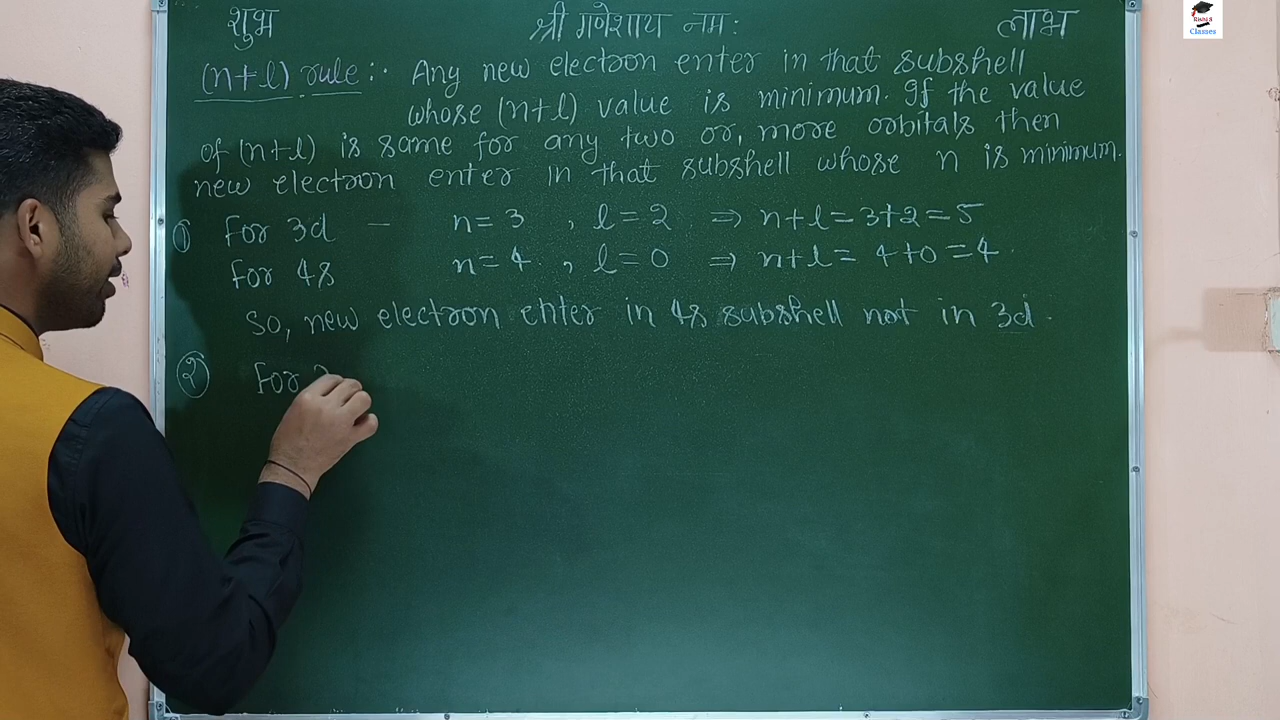 शुभ श्री गणेशाय नम: लाभ
Rishi's
Classes
(n+l) rule:· Any new electron enter in that subshell
whose (n+l) value is minimum. If the value
of (n+l) is same for any two or, more orbitals then
new electron enter in that subshell whose n is minimum.
① For 3d – n=3 , l=2 ⇒ n+l=3+2=5
For 4s n=4 , l=0 ⇒ n+l= 4+0=4
So, new electron enter in 4s subshell not in 3d.
② For